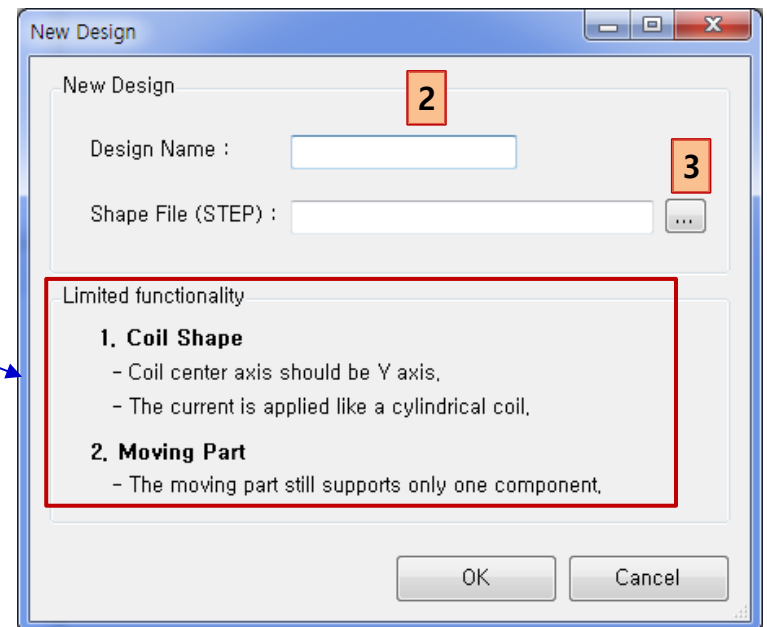 New Design
New Design
2
Design Name :
3
Shape File (STEP) :
...
Limited functionality
1. Coil Shape
- Coil center axis should be Y axis.
- The current is applied like a cylindrical coil.
2. Moving Part
- The moving part still supports only one component.
OK
Cancel